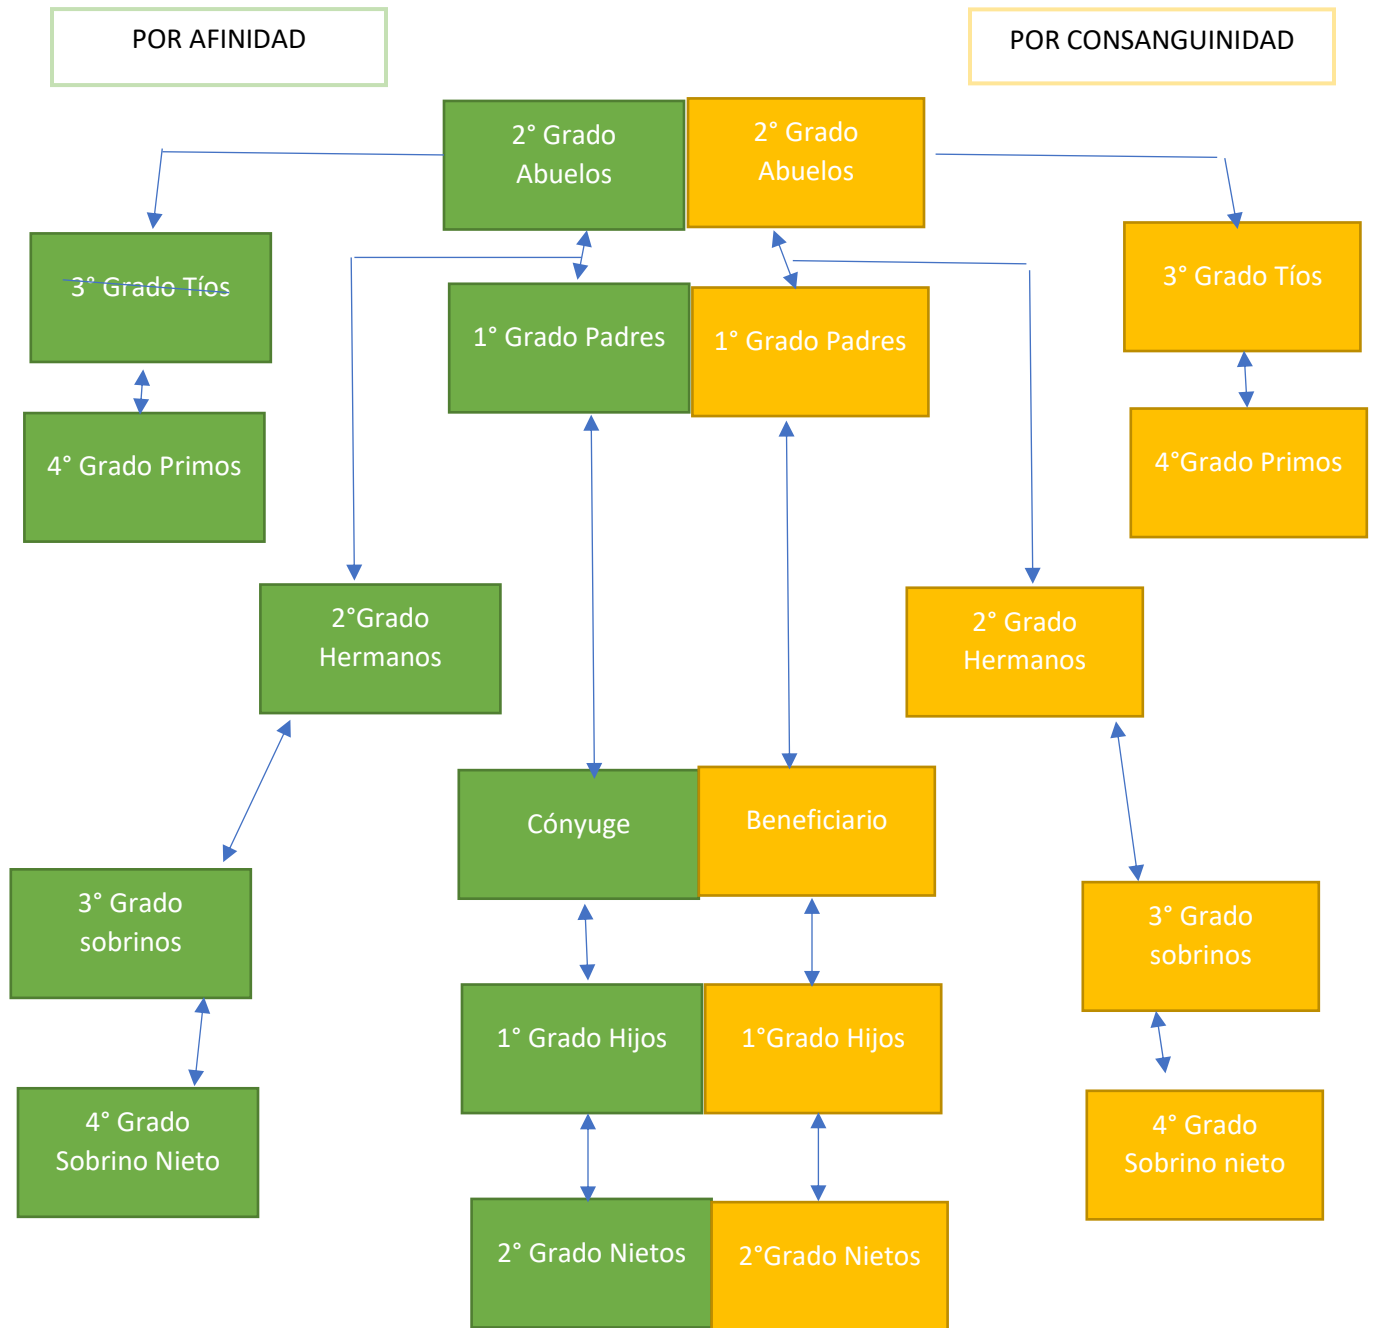 POR AFINIDAD
POR CONSANGUINIDAD
2° Grado
Abuelos
2° Grado
Abuelos
3° Grado Tíos
3° Grado Tíos
1° Grado Padres
1° Grado Padres
4° Grado Primos
4°Grado Primos
2°Grado
Hermanos
2° Grado
Hermanos
Cónyuge
Beneficiario
3° Grado
sobrinos
3° Grado
sobrinos
1° Grado Hijos
1°Grado Hijos
4° Grado
Sobrino Nieto
4° Grado
Sobrino nieto
2° Grado Nietos
2°Grado Nietos